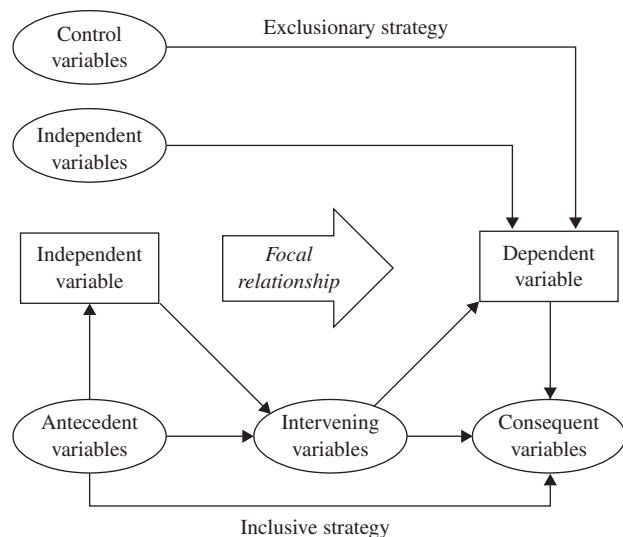 Control
variables
Exclusionary strategy
Independent
variables
Independent
variable
Focal
relationship
Dependent
variable
Antecedent
variables
Intervening
variables
Consequent
variables
Inclusive strategy